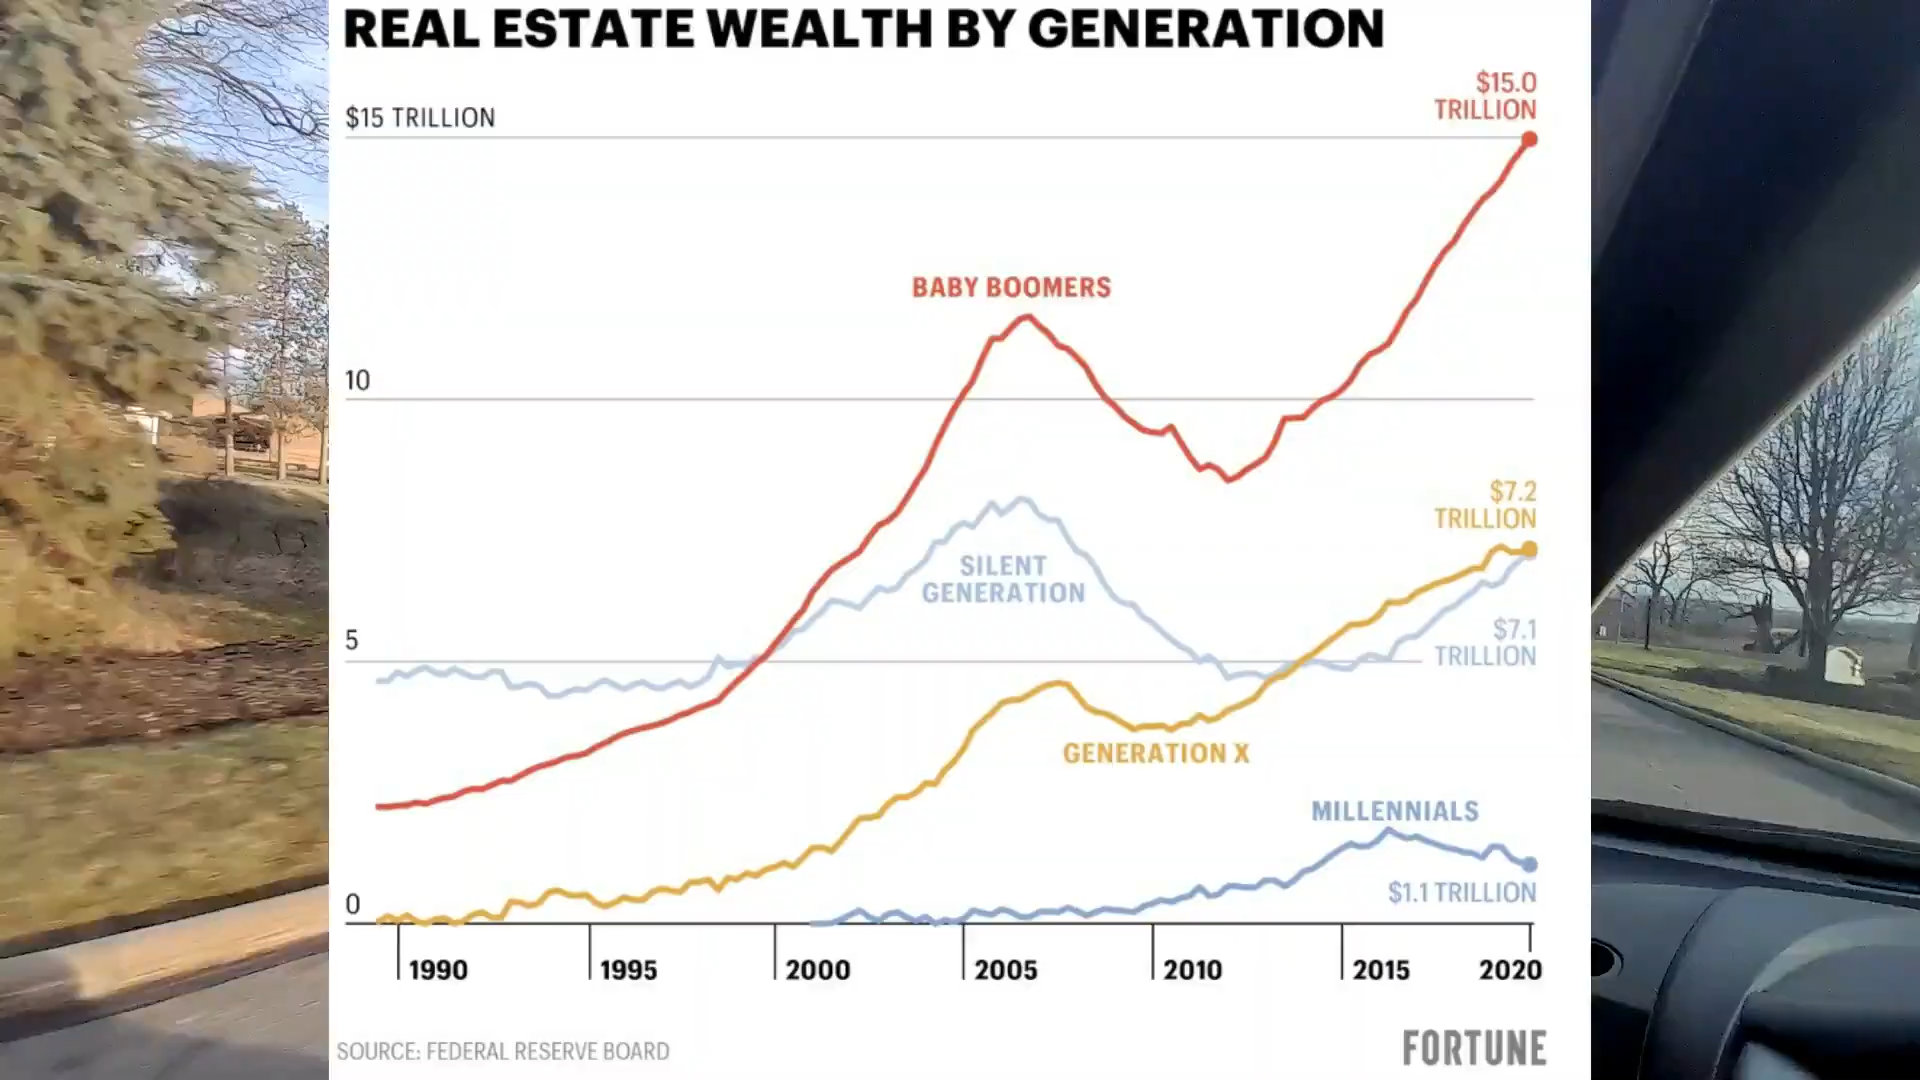 REAL ESTATE WEALTH BY GENERATION
$15.0
TRILLION
$15 TRILLION
BABY BOOMERS
10
$7.2
TRILLION
SILENT
GENERATION
5
$7.1
TRILLION
GENERATION X
MILLENNIALS
$1.1 TRILLION
0
1990 1995 2000 2005 2010 2015 2020
SOURCE: FEDERAL RESERVE BOARD
FORTUNE